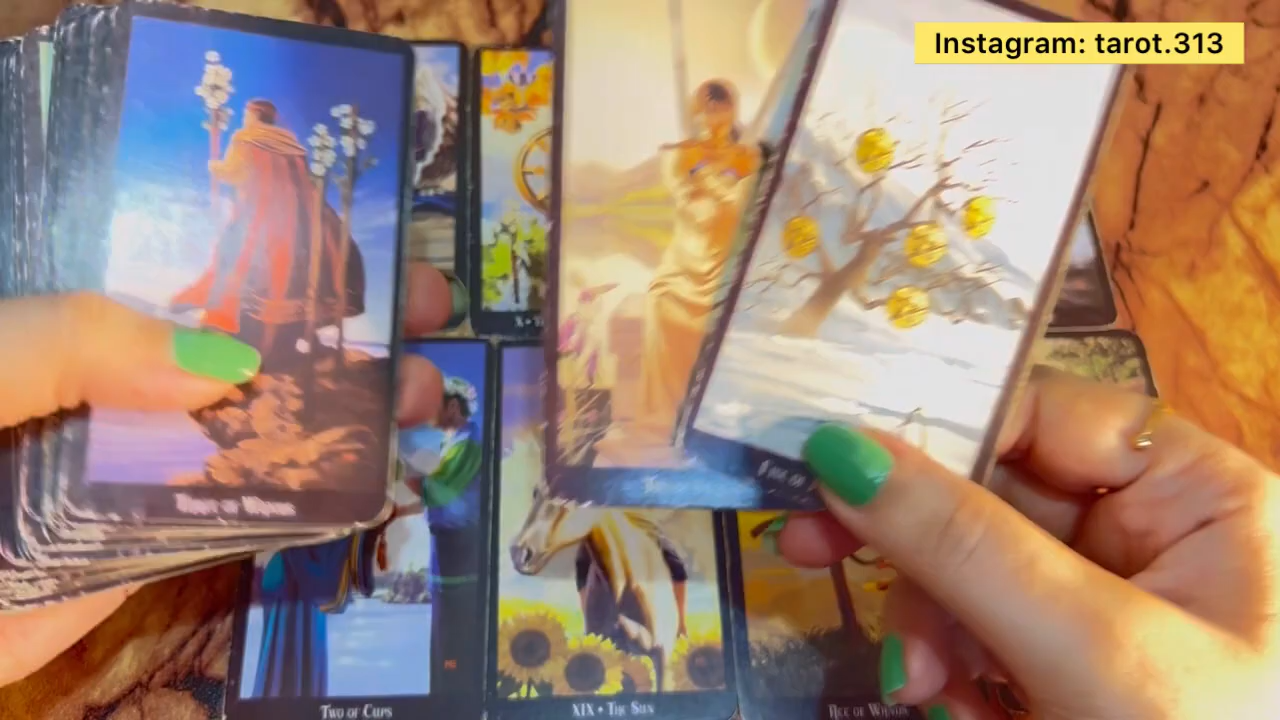 Instagram: tarot.313
Three of Wands
Two of Cups
XIX • The Sun
Ace of Wands